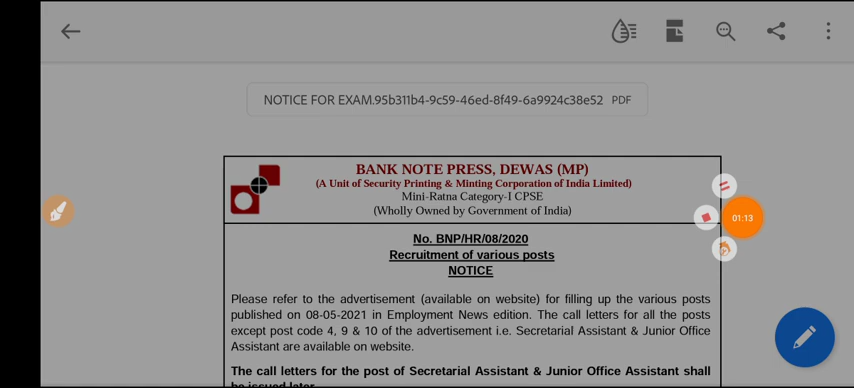 NOTICE FOR EXAM.95b311b4-9c59-46ed-8f49-6a9924c38e52 PDF
BANK NOTE PRESS, DEWAS (MP)
(A Unit of Security Printing & Minting Corporation of India Limited)
Mini-Ratna Category-I CPSE
(Wholly Owned by Government of India)
01:13
No. BNP/HR/08/2020
Recruitment of various posts
NOTICE
Please refer to the advertisement (available on website) for filling up the various posts
published on 08-05-2021 in Employment News edition. The call letters for all the posts
except post code 4, 9 & 10 of the advertisement i.e. Secretarial Assistant & Junior Office
Assistant are available on website.
The call letters for the post of Secretarial Assistant & Junior Office Assistant shall
be issued later